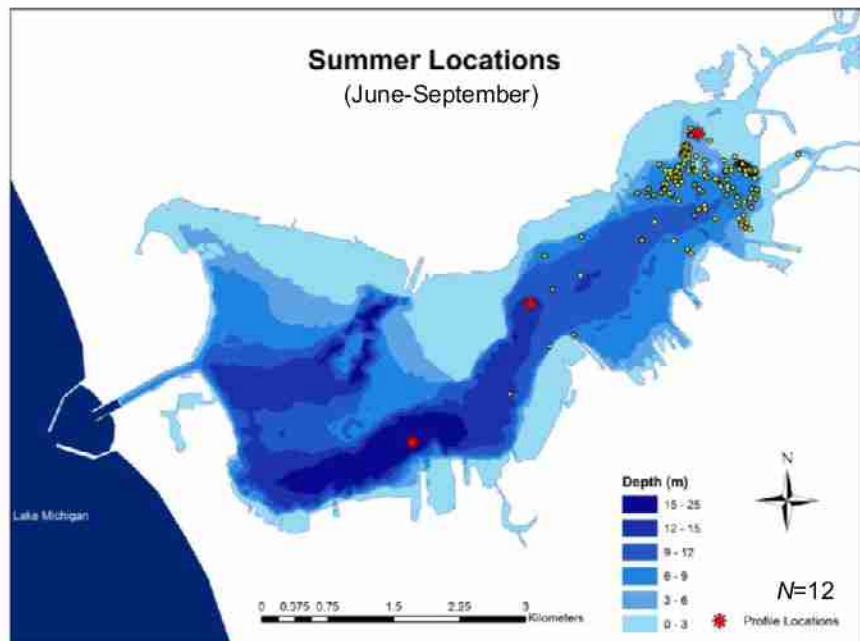 Summer Locations
(June-September)
Lake Michigan
N
Depth (m)
15 - 25
12 - 15
9 - 12
6 - 9
3 - 6
0 - 3
N=12
Profile Locations
0 0.375 0.75 1.5 2.25 3
Kilometers